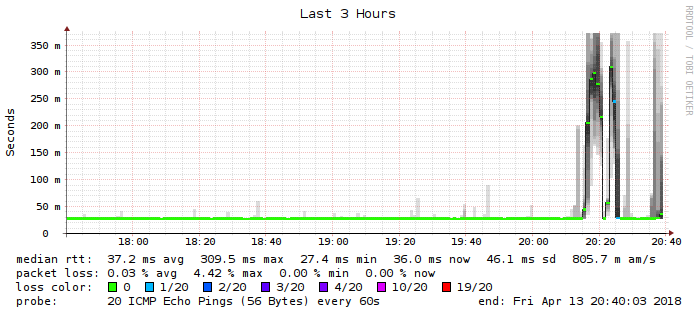 Last 3 Hours
RRDTOOL / TOBI OETIKER
Seconds
350 m
300 m
250 m
200 m
150 m
100 m
50 m
0
18:00 18:20 18:40 19:00 19:20 19:40 20:00 20:20 20:40
median rtt: 37.2 ms avg 309.5 ms max 27.4 ms min 36.0 ms now 46.1 ms sd 805.7 m am/s
packet loss: 0.03 % avg 4.42 % max 0.00 % min 0.00 % now
loss color: 0 1/20 2/20 3/20 4/20 10/20 19/20
probe: 20 ICMP Echo Pings (56 Bytes) every 60s end: Fri Apr 13 20:40:03 2018